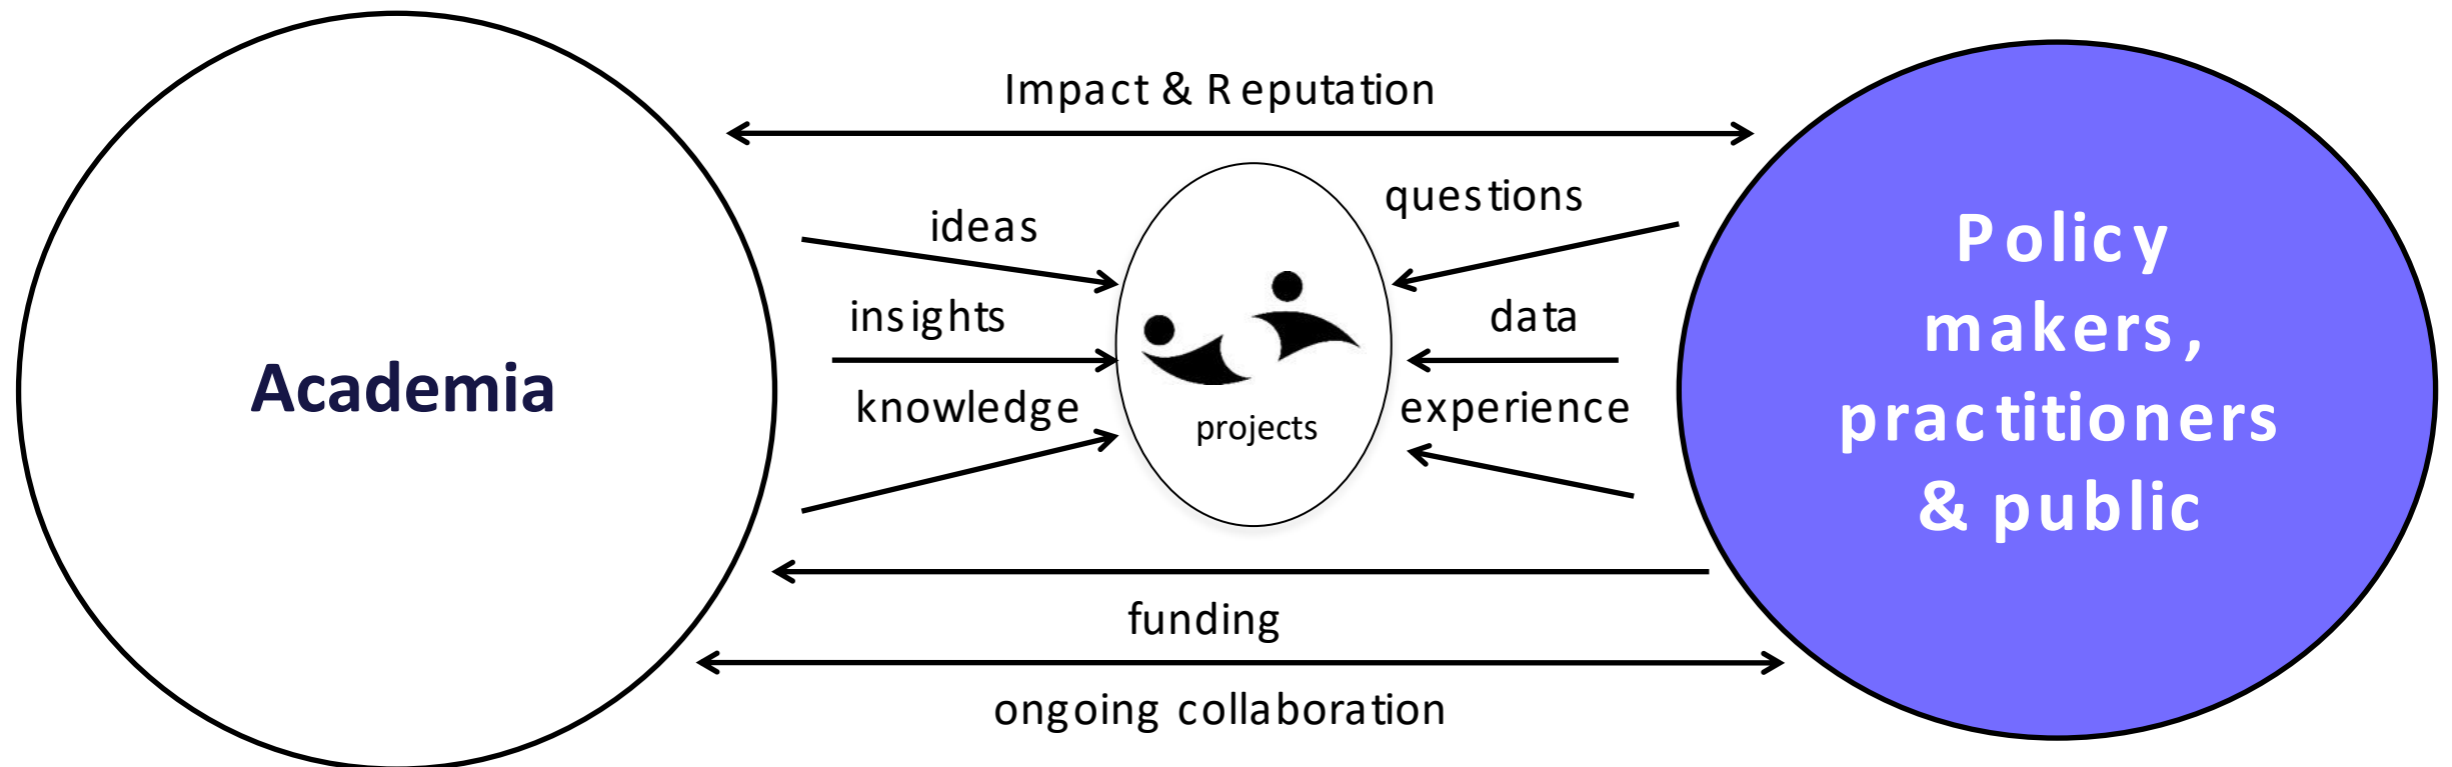 Impact & Reputation
ideas
questions
insights
data
knowledge
experience
projects
Academia
Policy
makers,
practitioners
& public
funding
ongoing collaboration